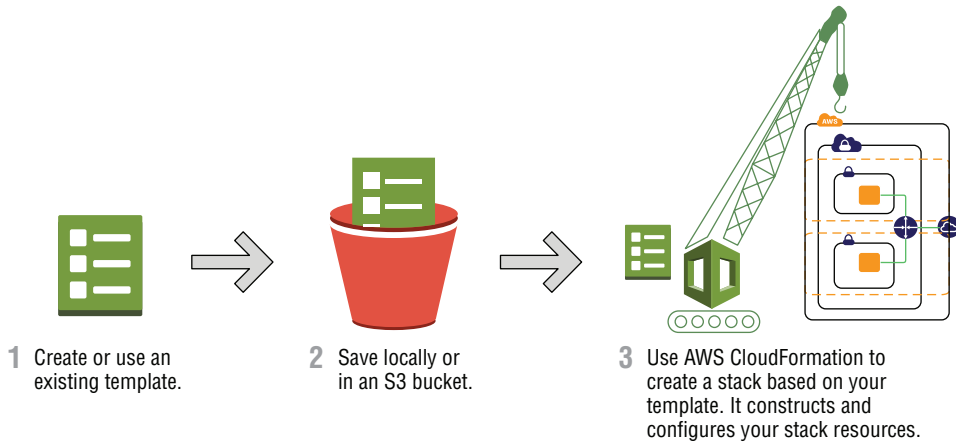 AWS
1 Create or use an
existing template.
2 Save locally or
in an S3 bucket.
3 Use AWS CloudFormation to
create a stack based on your
template. It constructs and
configures your stack resources.